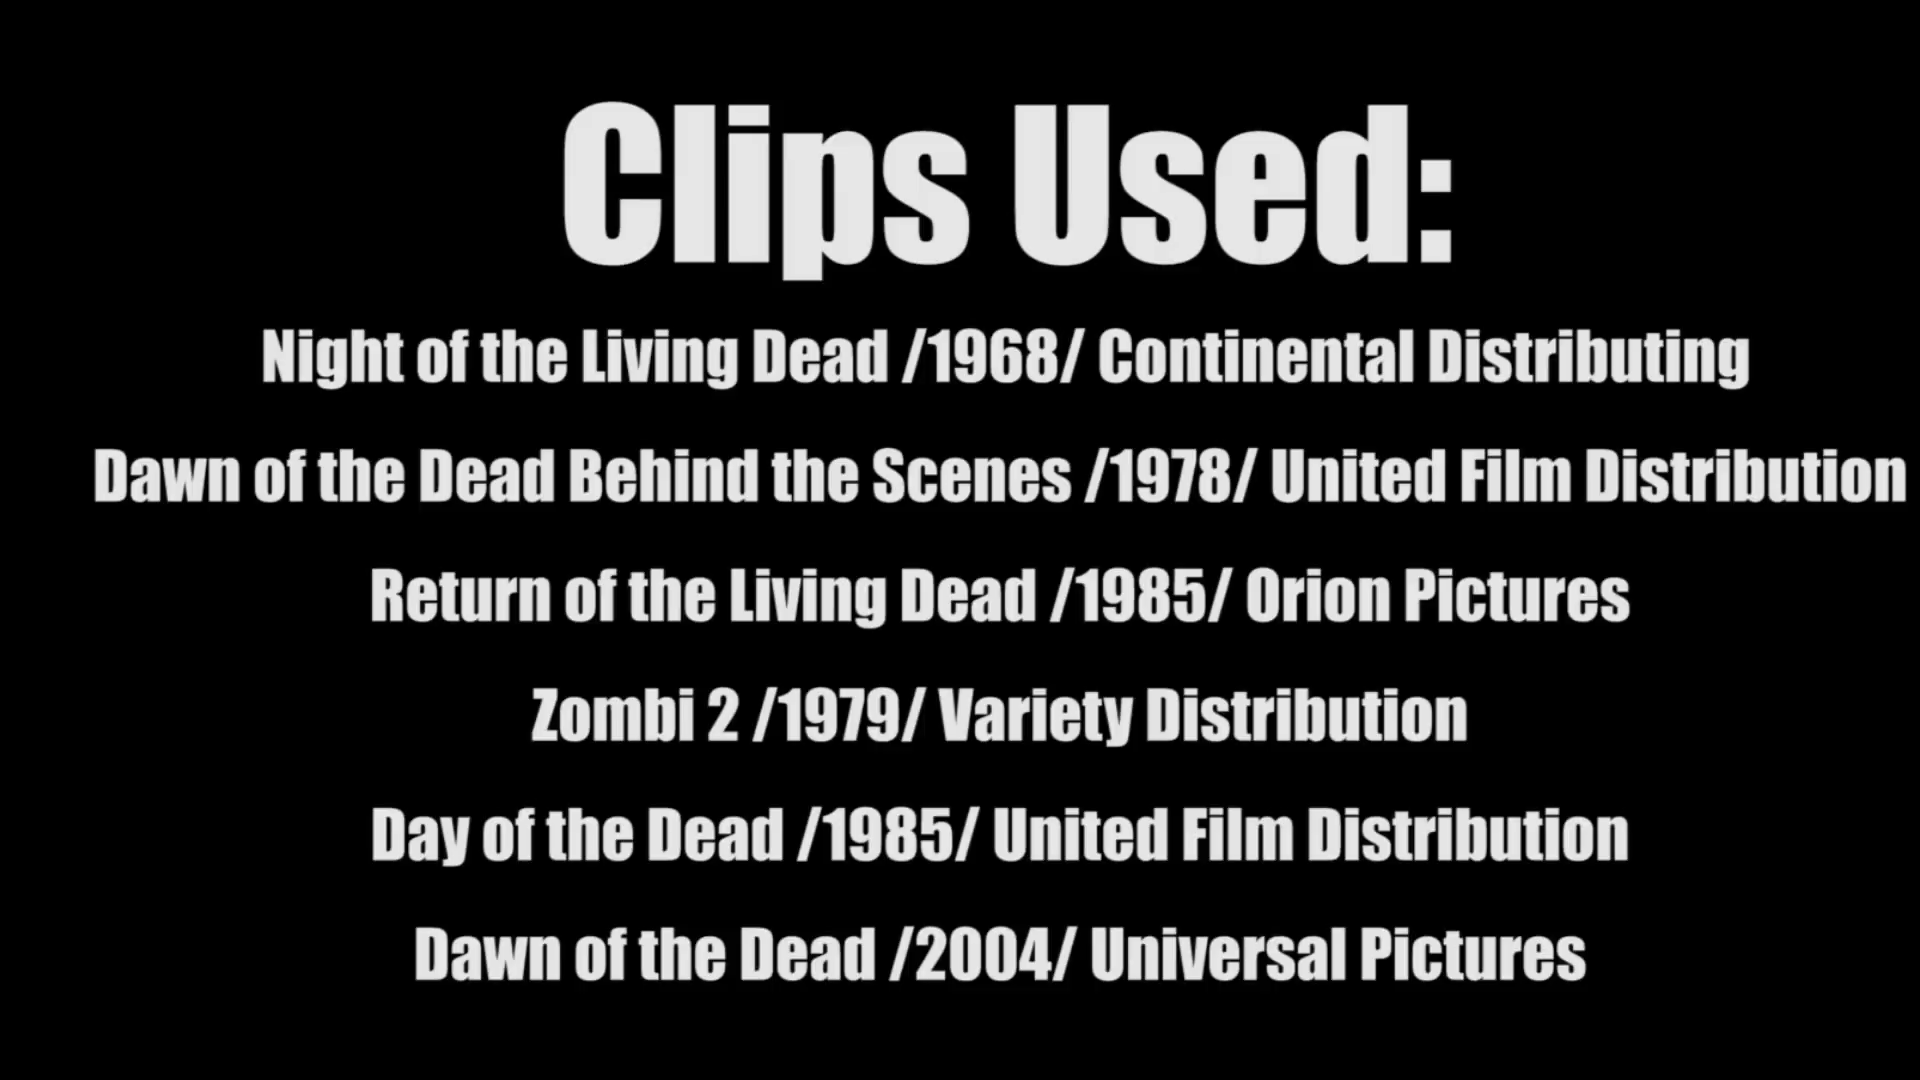 Clips Used:
Night of the Living Dead /1968/ Continental Distributing
Dawn of the Dead Behind the Scenes /1978/ United Film Distribution
Return of the Living Dead /1985/ Orion Pictures
Zombi 2 /1979/ Variety Distribution
Day of the Dead /1985/ United Film Distribution
Dawn of the Dead /2004/ Universal Pictures